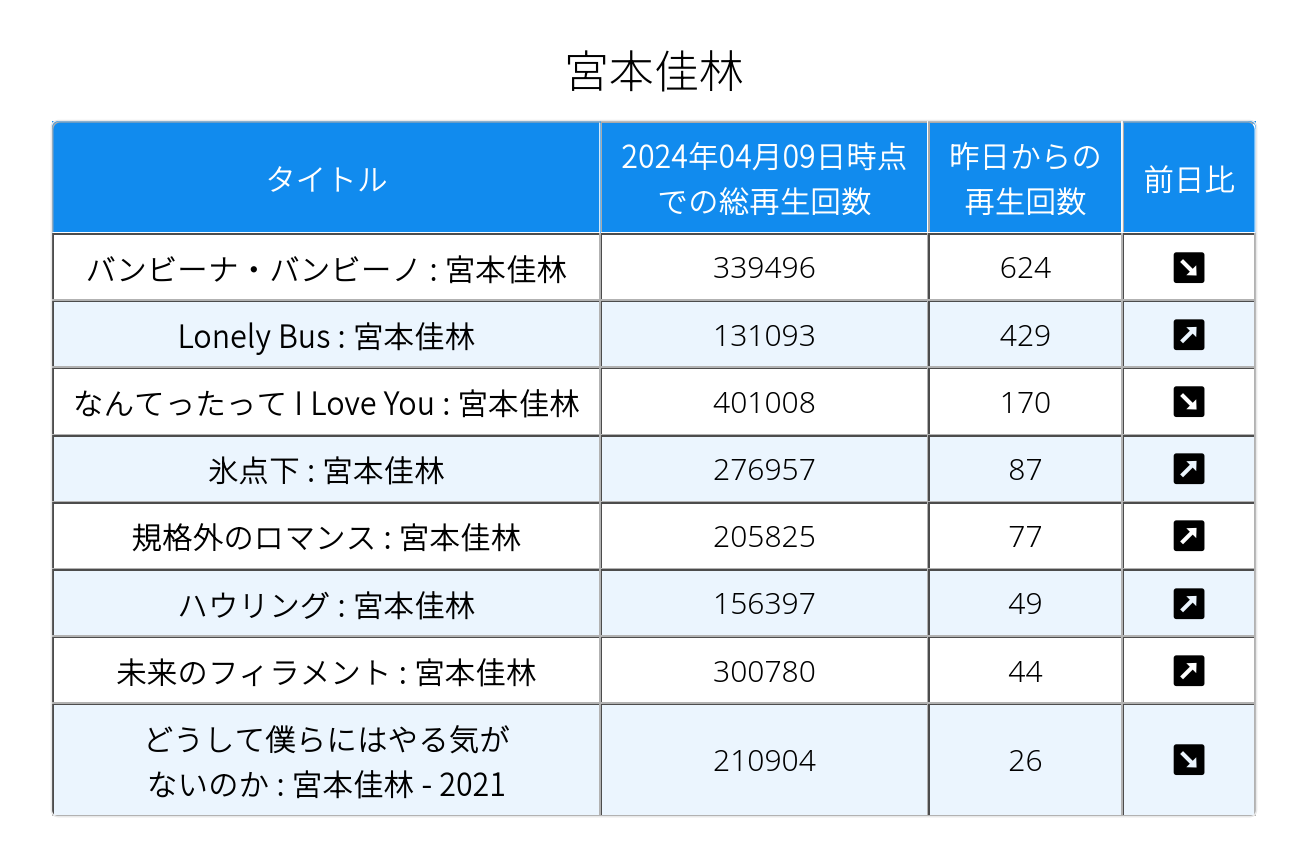 宮本佳林
タイトル
2024年04月09日時点
での総再生回数
昨日からの
再生回数
前日比
バンビーナ・バンビーノ : 宮本佳林
339496
624
Lonely Bus : 宮本佳林
131093
429
なんてったって I Love You : 宮本佳林
401008
170
氷点下 : 宮本佳林
276957
87
規格外のロマンス : 宮本佳林
205825
77
ハウリング : 宮本佳林
156397
49
未来のフィラメント : 宮本佳林
300780
44
どうして僕らにはやる気が
ないのか : 宮本佳林 - 2021
210904
26